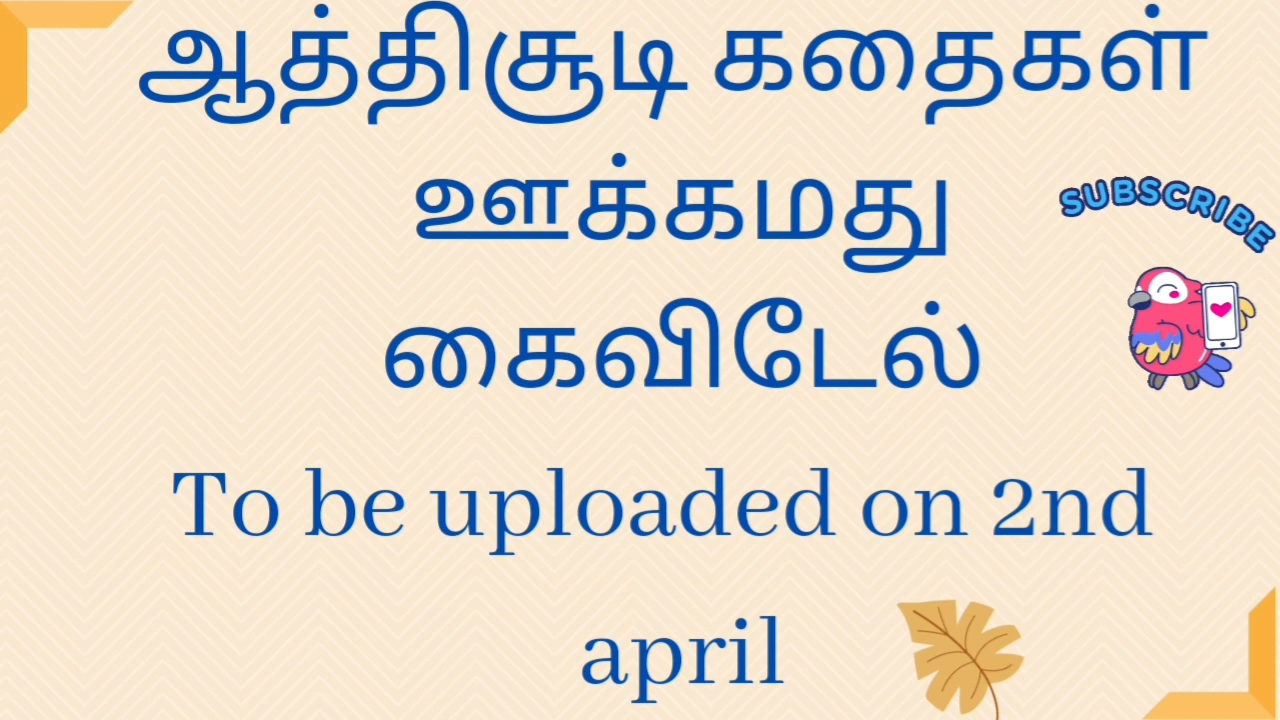 ஆத்திசூடி கதைகள்
ஊக்கமது
SUBSCRIBE
கைவிடேல்
To be uploaded on 2nd
april